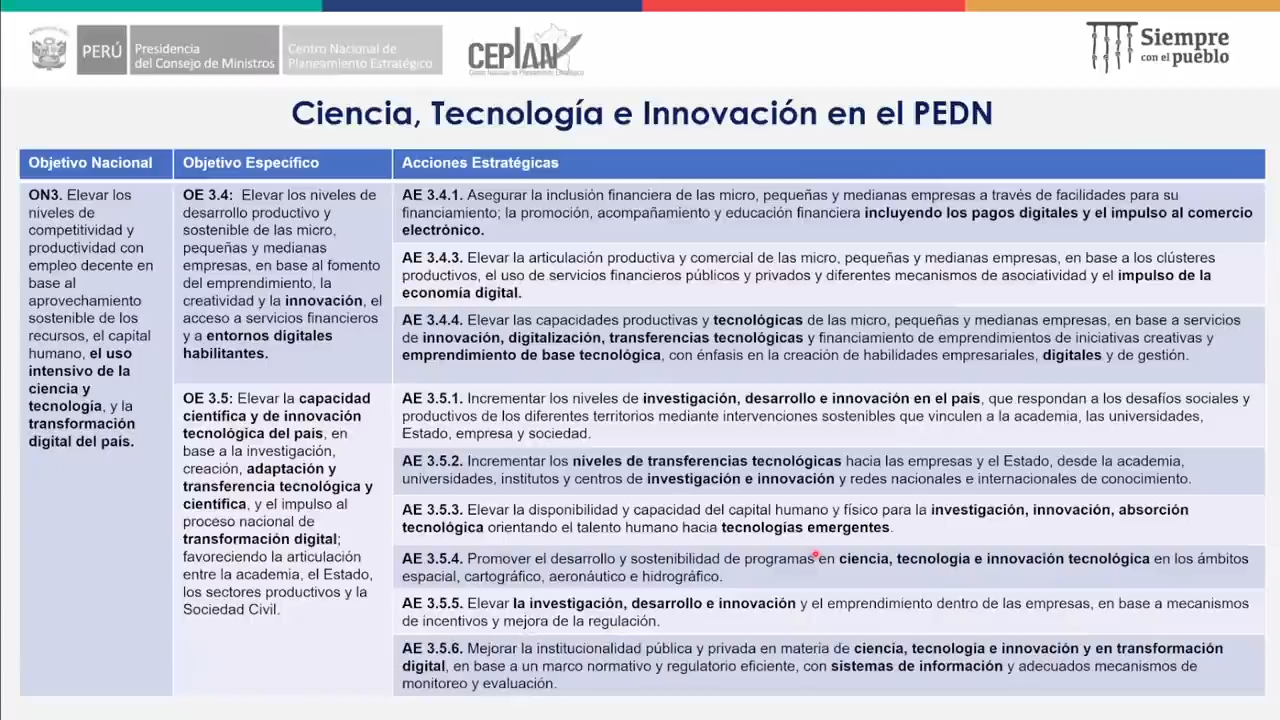 PERÚ
Presidencia
del Consejo de Ministros
Centro Nacional de
Planeamiento Estratégico
CEPLAN
Centro Nacional de Planeamiento Estratégico
Siempre
con el pueblo
Ciencia, Tecnología e Innovación en el PEDN
Objetivo Nacional
Objetivo Específico
Acciones Estratégicas
ON3. Elevar los
niveles de
competitividad y
productividad con
empleo decente en
base al
aprovechamiento
sostenible de los
recursos, el capital
humano, el uso
intensivo de la
ciencia y
tecnología, y la
transformación
digital del país.
OE 3.4: Elevar los niveles de
desarrollo productivo y
sostenible de las micro,
pequeñas y medianas
empresas, en base al fomento
del emprendimiento, la
creatividad y la innovación, el
acceso a servicios financieros
y a entornos digitales
habilitantes.
AE 3.4.1. Asegurar la inclusión financiera de las micro, pequeñas y medianas empresas a través de facilidades para su
financiamiento; la promoción, acompañamiento y educación financiera incluyendo los pagos digitales y el impulso al comercio
electrónico.
AE 3.4.3. Elevar la articulación productiva y comercial de las micro, pequeñas y medianas empresas, en base a los clústeres
productivos, el uso de servicios financieros públicos y privados y diferentes mecanismos de asociatividad y el impulso de la
economía digital.
AE 3.4.4. Elevar las capacidades productivas y tecnológicas de las micro, pequeñas y medianas empresas, en base a servicios
de innovación, digitalización, transferencias tecnológicas y financiamiento de emprendimientos de iniciativas creativas y
emprendimiento de base tecnológica, con énfasis en la creación de habilidades empresariales, digitales y de gestión.
OE 3.5: Elevar la capacidad
científica y de innovación
tecnológica del país, en
base a la investigación,
creación, adaptación y
transferencia tecnológica y
científica, y el impulso al
proceso nacional de
transformación digital;
favoreciendo la articulación
entre la academia, el Estado,
los sectores productivos y la
Sociedad Civil.
AE 3.5.1. Incrementar los niveles de investigación, desarrollo e innovación en el país, que respondan a los desafíos sociales y
productivos de los diferentes territorios mediante intervenciones sostenibles que vinculen a la academia, las universidades,
Estado, empresa y sociedad.
AE 3.5.2. Incrementar los niveles de transferencias tecnológicas hacia las empresas y el Estado, desde la academia,
universidades, institutos y centros de investigación e innovación y redes nacionales e internacionales de conocimiento.
AE 3.5.3. Elevar la disponibilidad y capacidad del capital humano y físico para la investigación, innovación, absorción
tecnológica orientando el talento humano hacia tecnologías emergentes.
AE 3.5.4. Promover el desarrollo y sostenibilidad de programas en ciencia, tecnologia e innovación tecnológica en los ámbitos
espacial, cartográfico, aeronáutico e hidrográfico.
AE 3.5.5. Elevar la investigación, desarrollo e innovación y el emprendimiento dentro de las empresas, en base a mecanismos
de incentivos y mejora de la regulación.
AE 3.5.6. Mejorar la institucionalidad pública y privada en materia de ciencia, tecnologia e innovación y en transformación
digital, en base a un marco normativo y regulatorio eficiente, con sistemas de información y adecuados mecanismos de
monitoreo y evaluación.